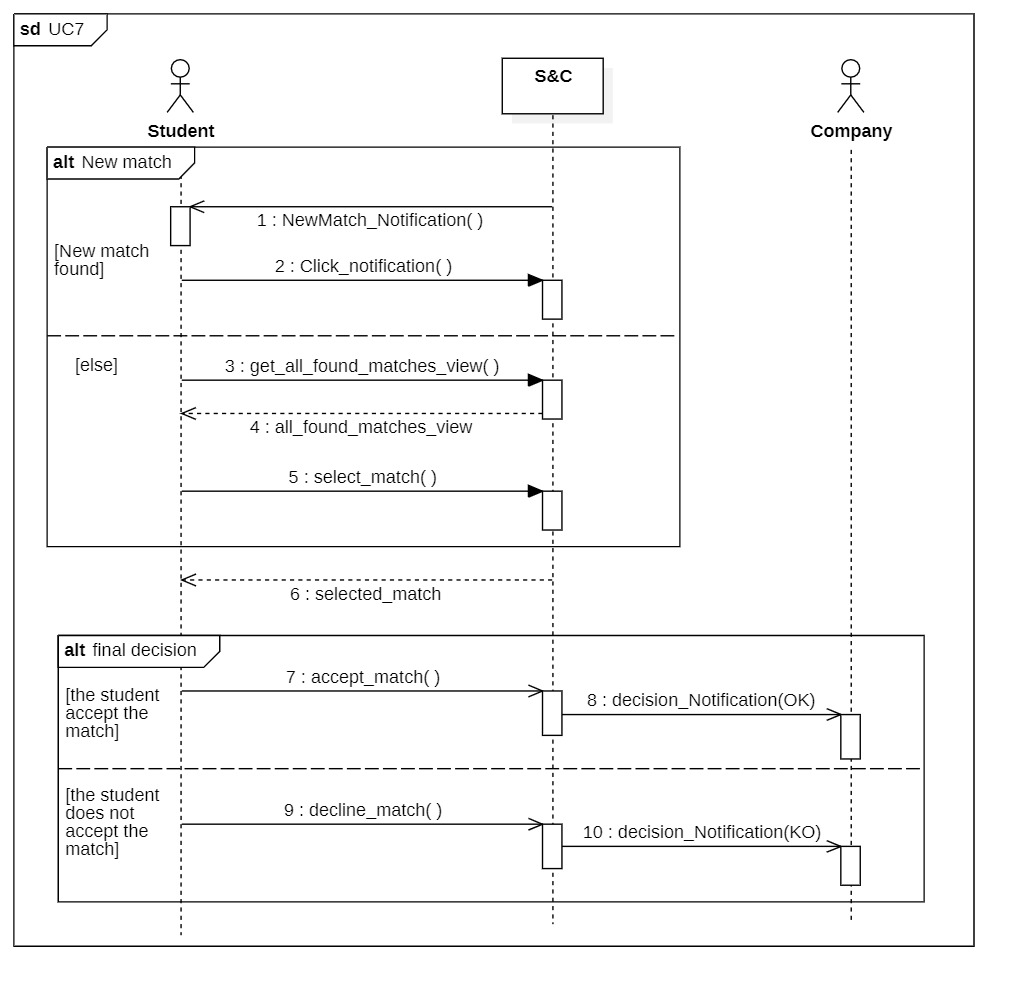 sd UC7
S&C
Student
Company
alt New match
1 : NewMatch_Notification( )
[New match
found]
2 : Click_notification( )
[else]
3 : get_all_found_matches_view( )
4 : all_found_matches_view
5 : select_match( )
6 : selected_match
alt final decision
7 : accept_match( )
[the student
accept the
match]
8 : decision_Notification(OK)
[the student
does not
accept the
match]
9 : decline_match( )
10 : decision_Notification(KO)